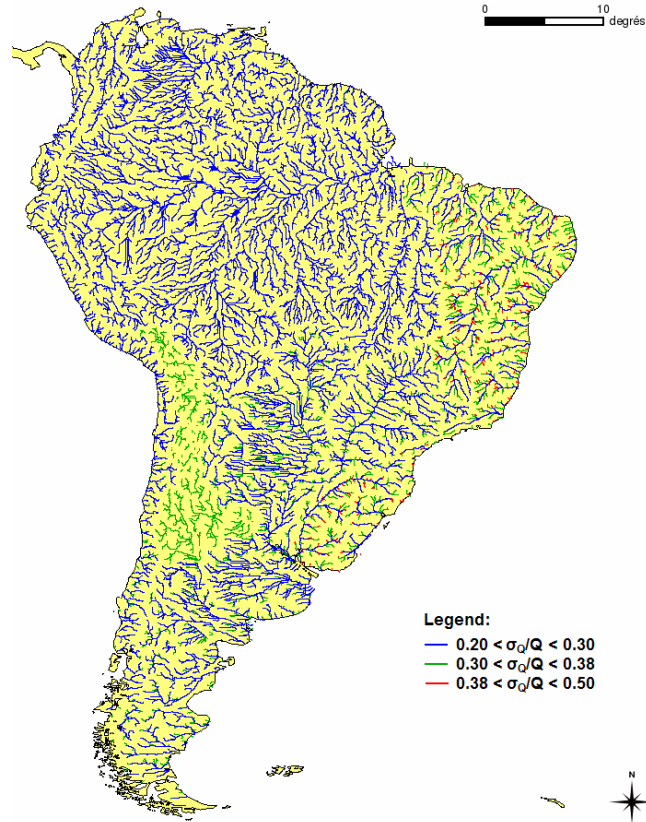 0 10
degrés
Legend:
0.20 < σQ/Q < 0.30
0.30 < σQ/Q < 0.38
0.38 < σQ/Q < 0.50
N